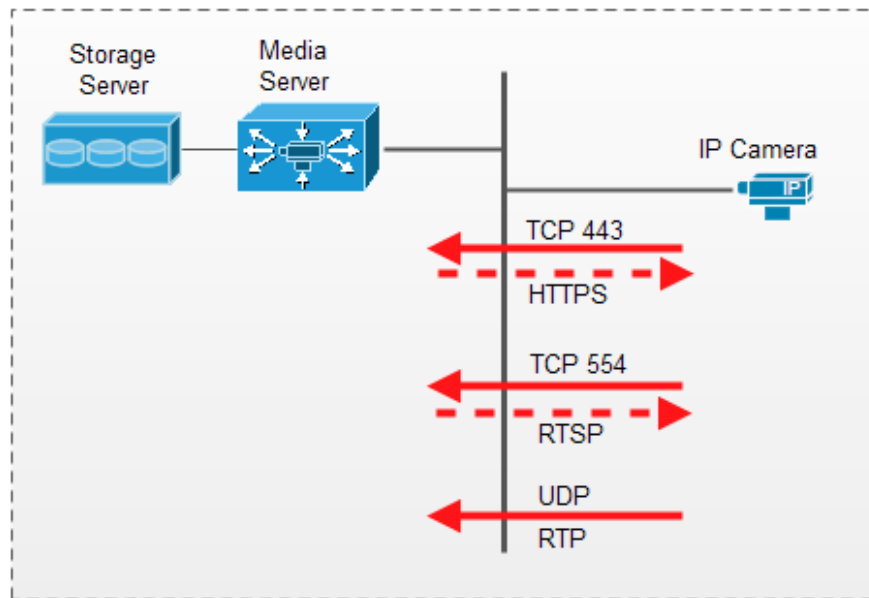 Storage
Server
Media
Server
IP Camera
IP
TCP 443
HTTPS
TCP 554
RTSP
UDP
RTP